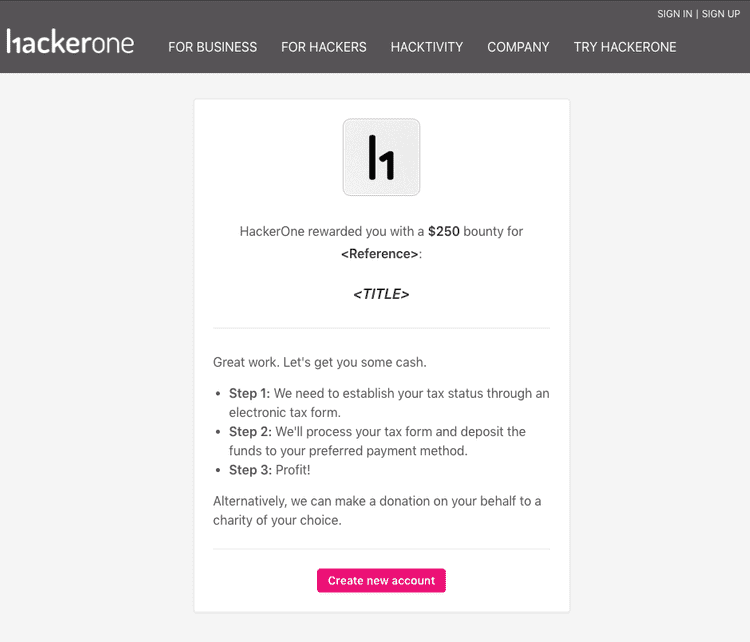 SIGN IN | SIGN UP
hackerone
FOR BUSINESS FOR HACKERS HACKTIVITY COMPANY TRY HACKERONE
h1
HackerOne rewarded you with a $250 bounty for
<Reference>:
<TITLE>
Great work. Let's get you some cash.
• Step 1: We need to establish your tax status through an
electronic tax form.
• Step 2: We'll process your tax form and deposit the
funds to your preferred payment method.
• Step 3: Profit!
Alternatively, we can make a donation on your behalf to a
charity of your choice.
Create new account